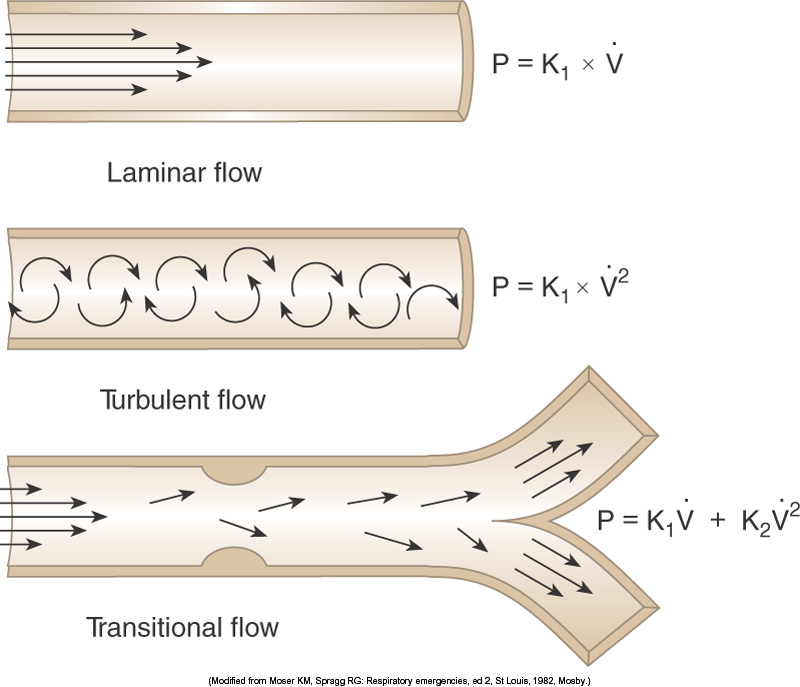 P = K₁ × V̇
Laminar flow
P = K₁ × V̇²
Turbulent flow
P = K₁V̇ + K₂V̇²
Transitional flow
(Modified from Moser KM, Spragg RG: Respiratory emergencies, ed 2, St Louis, 1982, Mosby.)